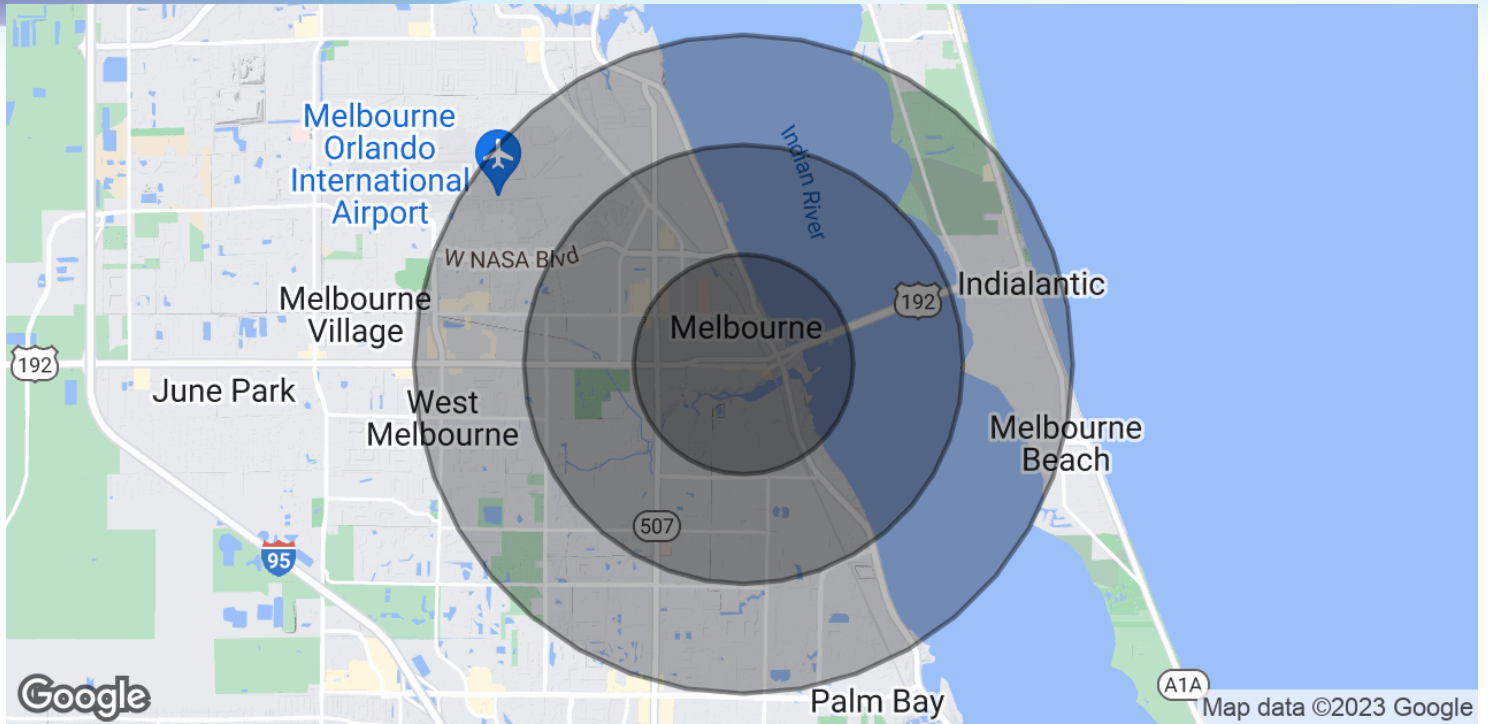 Melbourne
Orlando
International
Airport
Indian River
W NASA Blvd
Indialantic
192
Melbourne
Village
Melbourne
192
June Park
West
Melbourne
Melbourne
Beach
507
95
A1A
Palm Bay
Google
Map data ©2023 Google